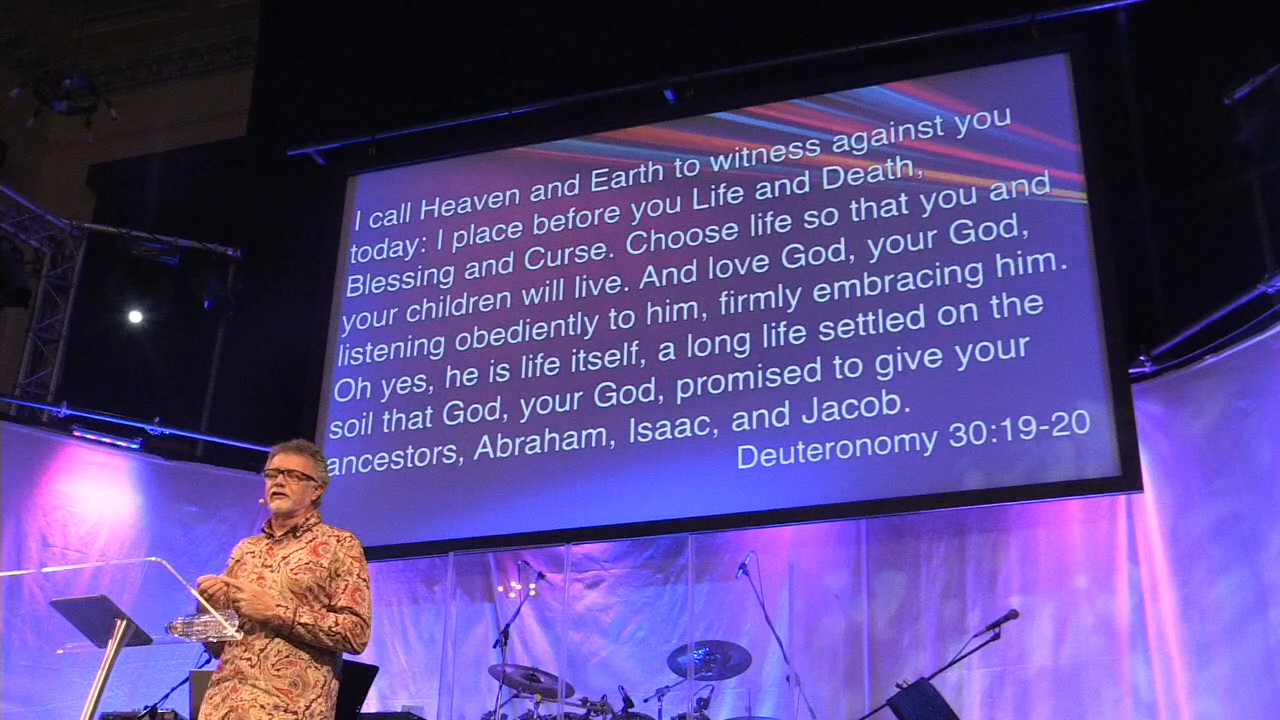 I call Heaven and Earth to witness against you
today: I place before you Life and Death,
Blessing and Curse. Choose life so that you and
your children will live. And love God, your God,
listening obediently to him, firmly embracing him.
Oh yes, he is life itself, a long life settled on the
soil that God, your God, promised to give your
ancestors, Abraham, Isaac, and Jacob.
Deuteronomy 30:19-20